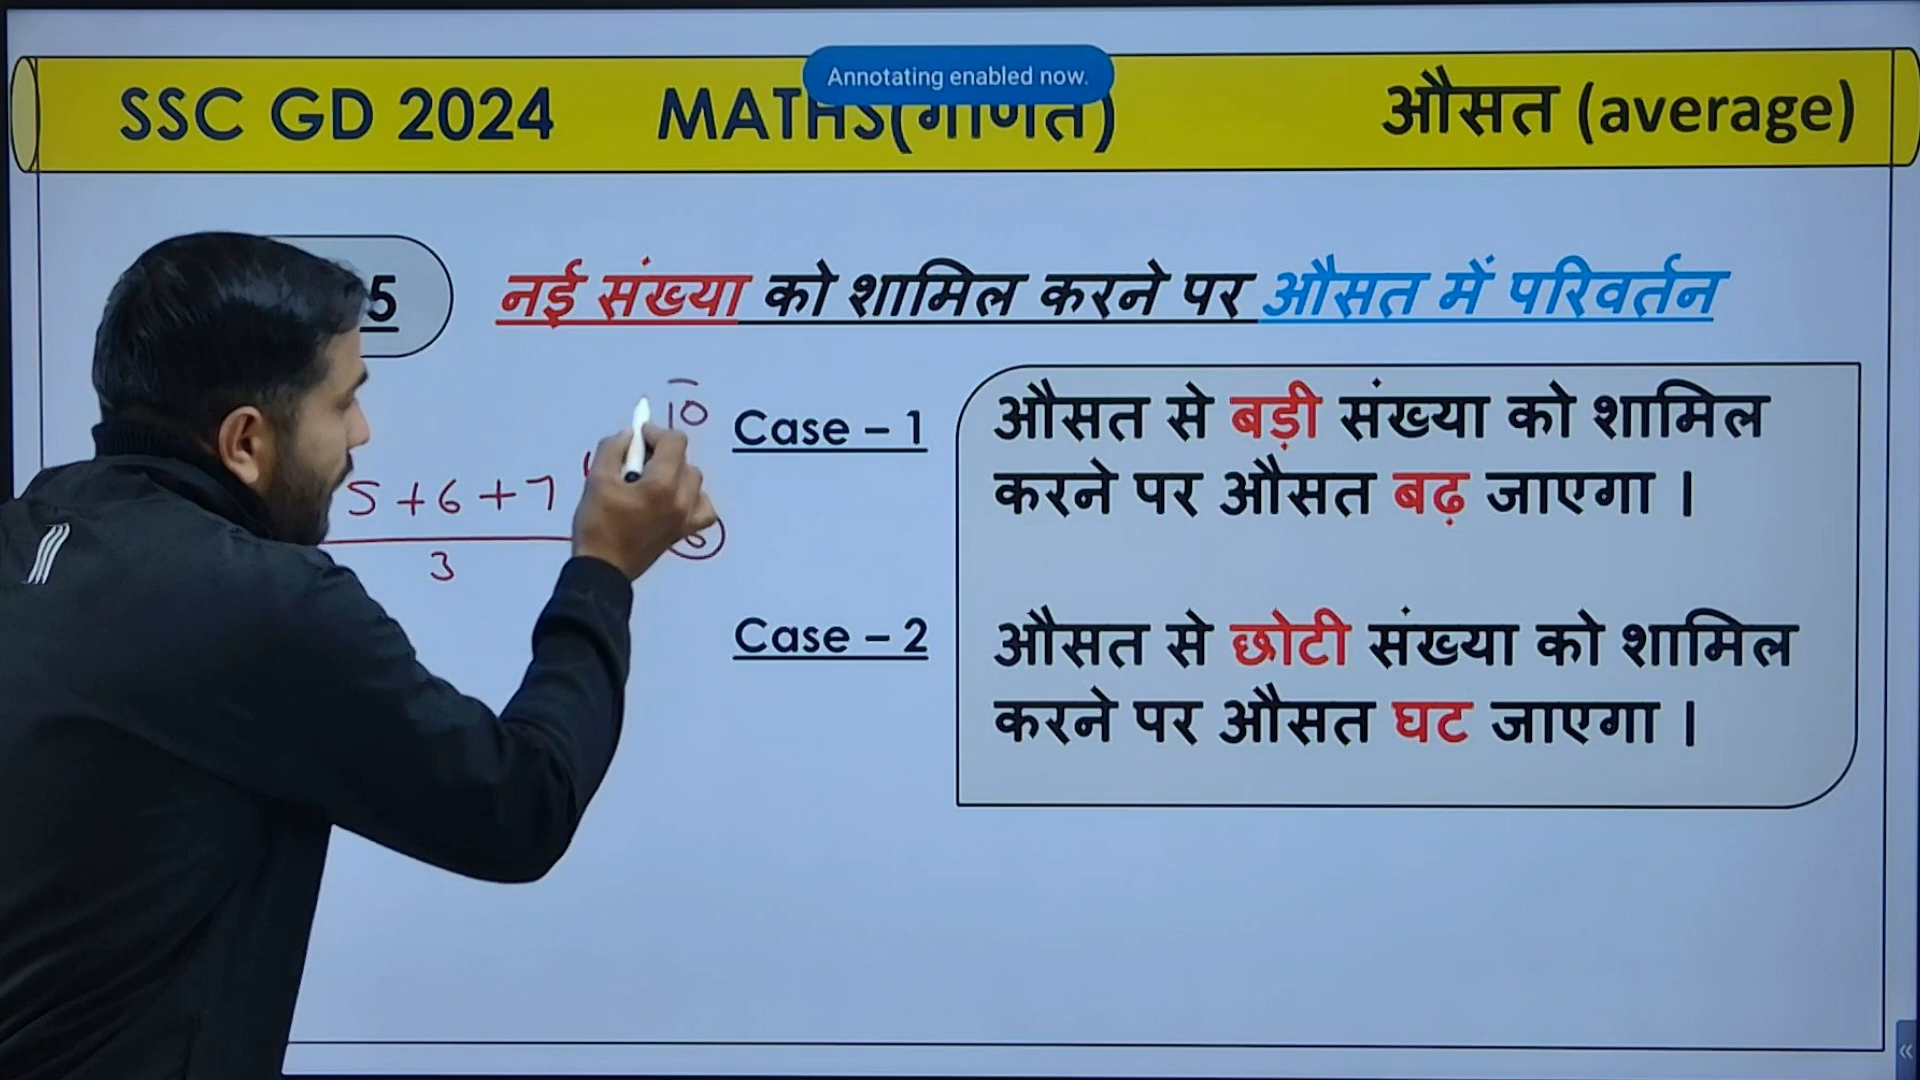 Annotating enabled now.
SSC GD 2024 MATHS(गणित) औसत (average)
5 नई संख्या को शामिल करने पर औसत में परिवर्तन
10
5 + 6 + 7
3
Case – 1
औसत से बड़ी संख्या को शामिल
करने पर औसत बढ़ जाएगा ।
Case – 2
औसत से छोटी संख्या को शामिल
करने पर औसत घट जाएगा ।